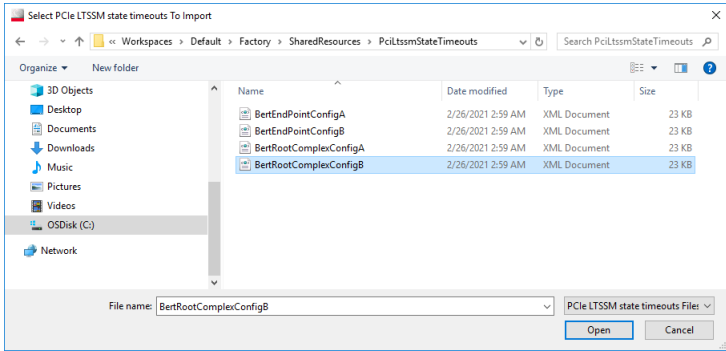 Select PCIe LTSSM state timeouts To Import
« Workspaces > Default > Factory > SharedResources > PciLtssmStateTimeouts
Search PciLtssmStateTimeouts
Organize
New folder
3D Objects
Desktop
Documents
Downloads
Music
Pictures
Videos
OSDisk (C:)
Network
Name Date modified Type Size
BertEndPointConfigA 2/26/2021 2:59 AM XML Document 23 KB
BertEndPointConfigB 2/26/2021 2:59 AM XML Document 23 KB
BertRootComplexConfigA 2/26/2021 2:59 AM XML Document 23 KB
BertRootComplexConfigB 2/26/2021 2:59 AM XML Document 23 KB
File name: BertRootComplexConfigB
PCIe LTSSM state timeouts Files
Open Cancel